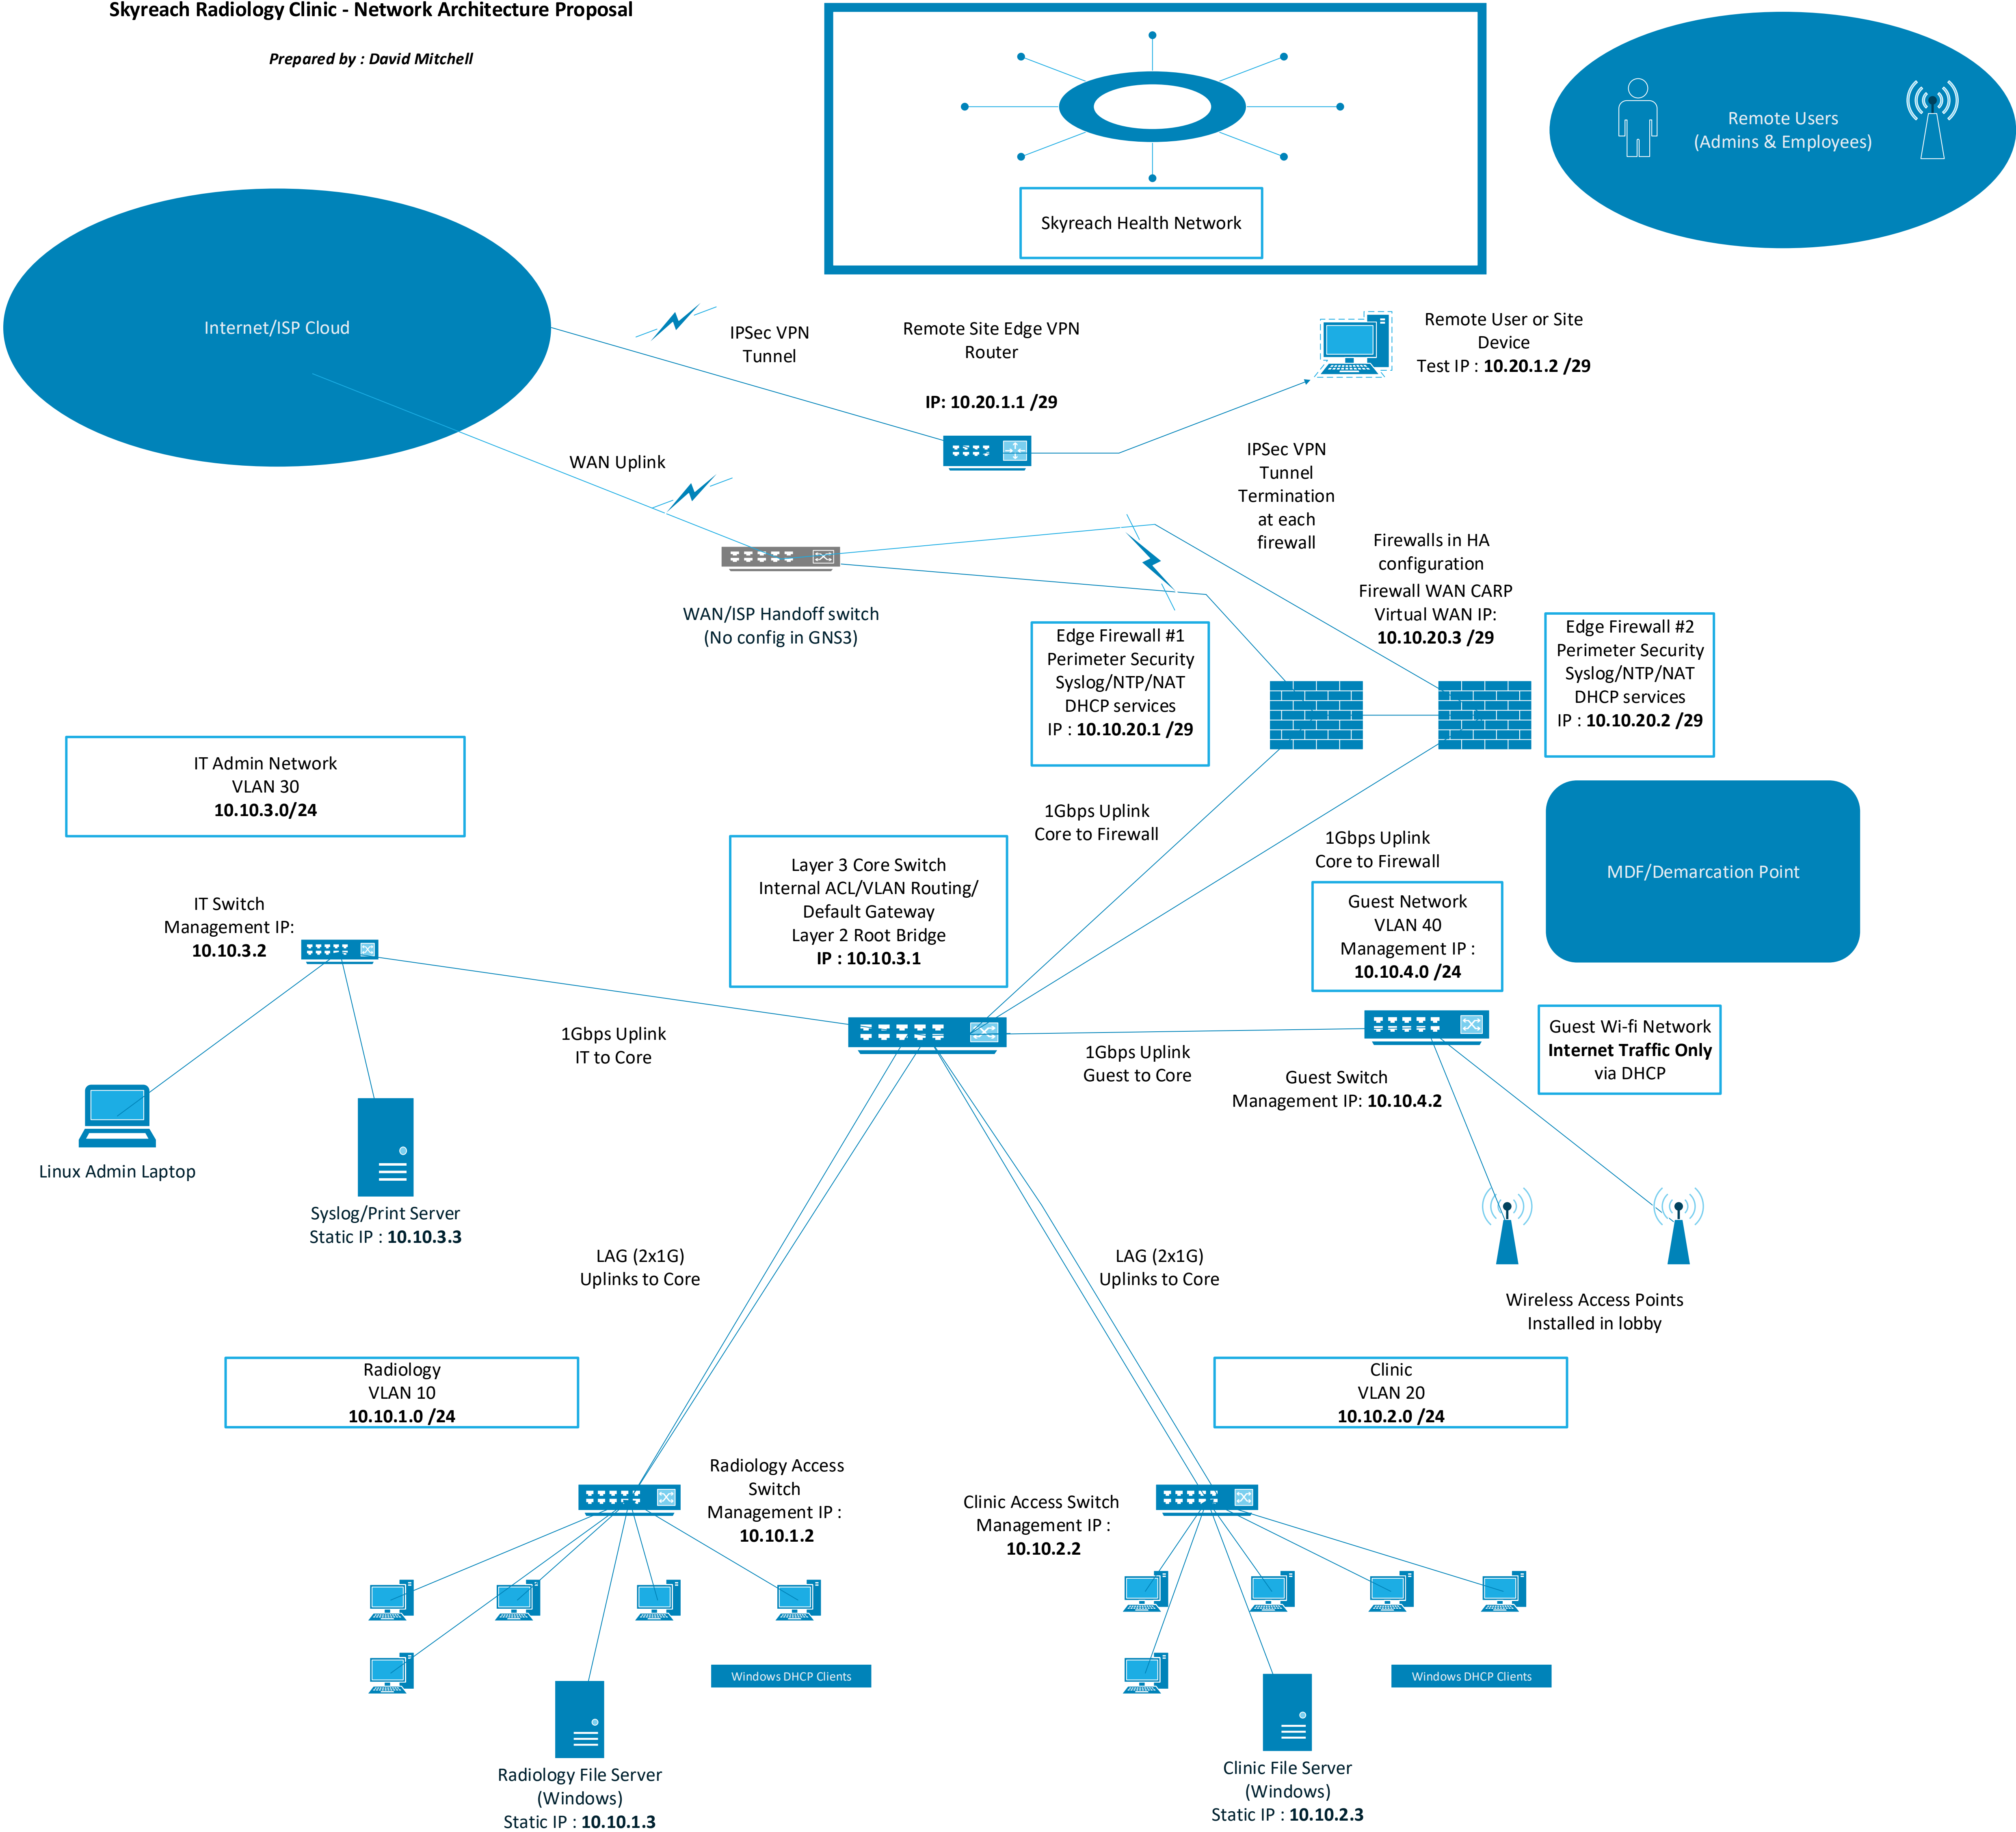 Skyreach Radiology Clinic - Network Architecture Proposal
Prepared by : David Mitchell
Skyreach Health Network
Remote Users
(Admins & Employees)
Internet/ISP Cloud
IPSec VPN
Tunnel
Remote Site Edge VPN
Router
IP: 10.20.1.1 /29
Remote User or Site
Device
Test IP : 10.20.1.2 /29
WAN Uplink
IPSec VPN
Tunnel
Termination
at each
firewall
Firewalls in HA
configuration
Firewall WAN CARP
Virtual WAN IP:
10.10.20.3 /29
WAN/ISP Handoff switch
(No config in GNS3)
Edge Firewall #1
Perimeter Security
Syslog/NTP/NAT
DHCP services
IP : 10.10.20.1 /29
Edge Firewall #2
Perimeter Security
Syslog/NTP/NAT
DHCP services
IP : 10.10.20.2 /29
IT Admin Network
VLAN 30
10.10.3.0/24
1Gbps Uplink
Core to Firewall
1Gbps Uplink
Core to Firewall
MDF/Demarcation Point
Layer 3 Core Switch
Internal ACL/VLAN Routing/
Default Gateway
Layer 2 Root Bridge
IP : 10.10.3.1
Guest Network
VLAN 40
Management IP :
10.10.4.0 /24
IT Switch
Management IP:
10.10.3.2
1Gbps Uplink
IT to Core
1Gbps Uplink
Guest to Core
Guest Switch
Management IP: 10.10.4.2
Guest Wi-fi Network
Internet Traffic Only
via DHCP
Linux Admin Laptop
Syslog/Print Server
Static IP : 10.10.3.3
LAG (2x1G)
Uplinks to Core
LAG (2x1G)
Uplinks to Core
Wireless Access Points
Installed in lobby
Radiology
VLAN 10
10.10.1.0 /24
Clinic
VLAN 20
10.10.2.0 /24
Radiology Access
Switch
Management IP :
10.10.1.2
Clinic Access Switch
Management IP :
10.10.2.2
Windows DHCP Clients
Windows DHCP Clients
Radiology File Server
(Windows)
Static IP : 10.10.1.3
Clinic File Server
(Windows)
Static IP : 10.10.2.3